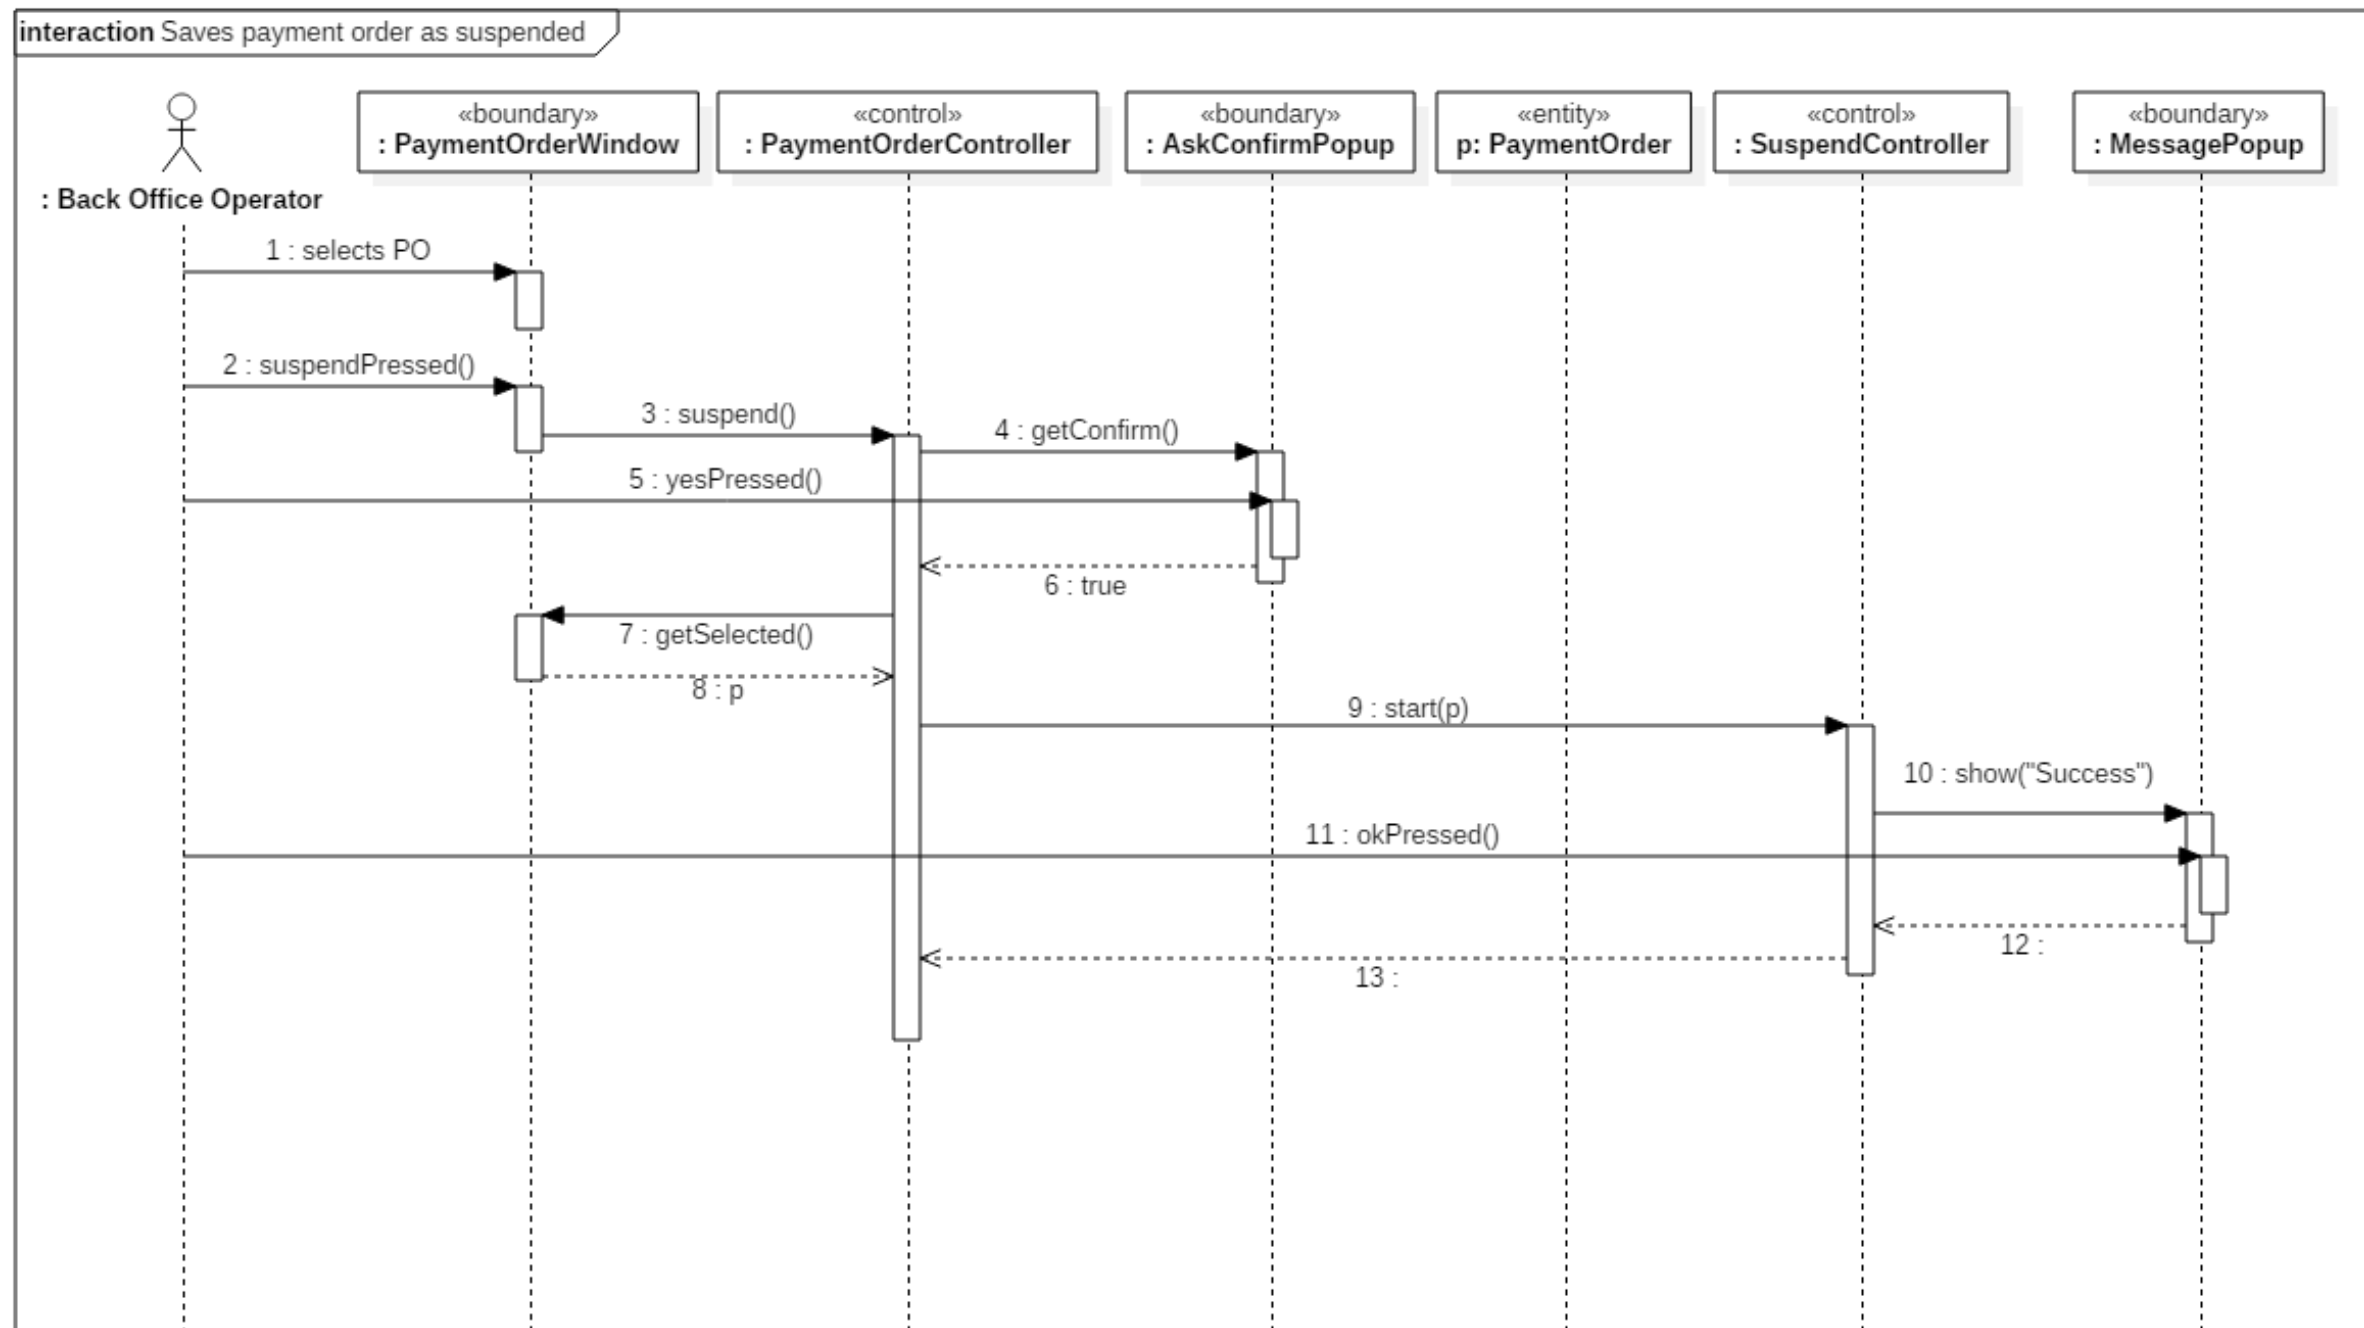 interaction Saves payment order as suspended
: Back Office Operator
«boundary»
: PaymentOrderWindow
«control»
: PaymentOrderController
«boundary»
: AskConfirmPopup
«entity»
p: PaymentOrder
«control»
: SuspendController
«boundary»
: MessagePopup
1 : selects PO
2 : suspendPressed()
3 : suspend()
4 : getConfirm()
5 : yesPressed()
6 : true
7 : getSelected()
8 : p
9 : start(p)
10 : show("Success")
11 : okPressed()
12 :
13 :